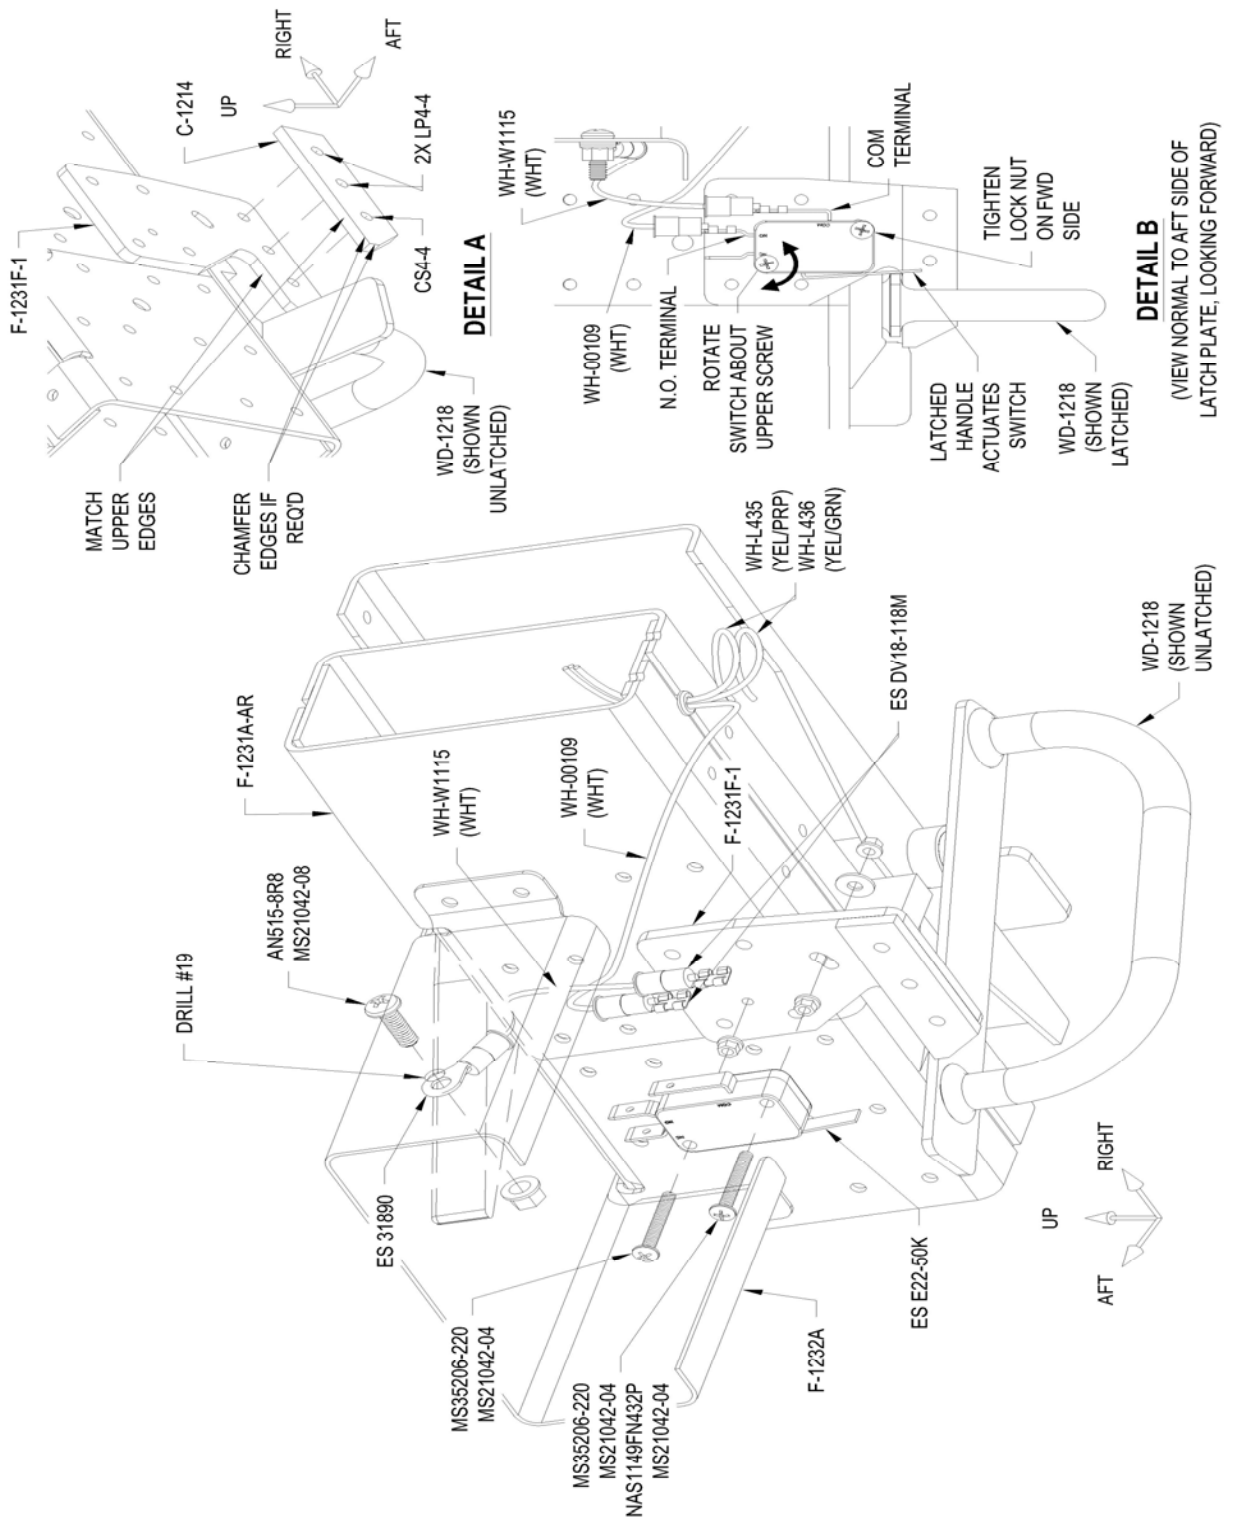 DRILL #19
AN515-8R8
MS21042-08
F-1231A-AR
ES 31890
WH-W1115
(WHT)
WH-00109
(WHT)
F-1231F-1
WH-L435
(YEL/PRP)
WH-L436
(YEL/GRN)
ES DV18-118M
MS35206-220
MS21042-04
MS35206-220
MS21042-04
NAS1149FN432P
MS21042-04
F-1232A
ES E22-50K
COM
NO
NC
UP
AFT
RIGHT
WD-1218
(SHOWN
UNLATCHED)
F-1231F-1
C-1214
UP
RIGHT
AFT
MATCH
UPPER
EDGES
CHAMFER
EDGES IF
REQ'D
WD-1218
(SHOWN
UNLATCHED)
CS4-4
2X LP4-4
DETAIL A
WH-W1115
(WHT)
WH-00109
(WHT)
N.O. TERMINAL
COM
TERMINAL
NO
COM
ROTATE
SWITCH ABOUT
UPPER SCREW
TIGHTEN
LOCK NUT
ON FWD
SIDE
LATCHED
HANDLE
ACTUATES
SWITCH
WD-1218
(SHOWN
LATCHED)
DETAIL B
(VIEW NORMAL TO AFT SIDE OF
LATCH PLATE, LOOKING FORWARD)